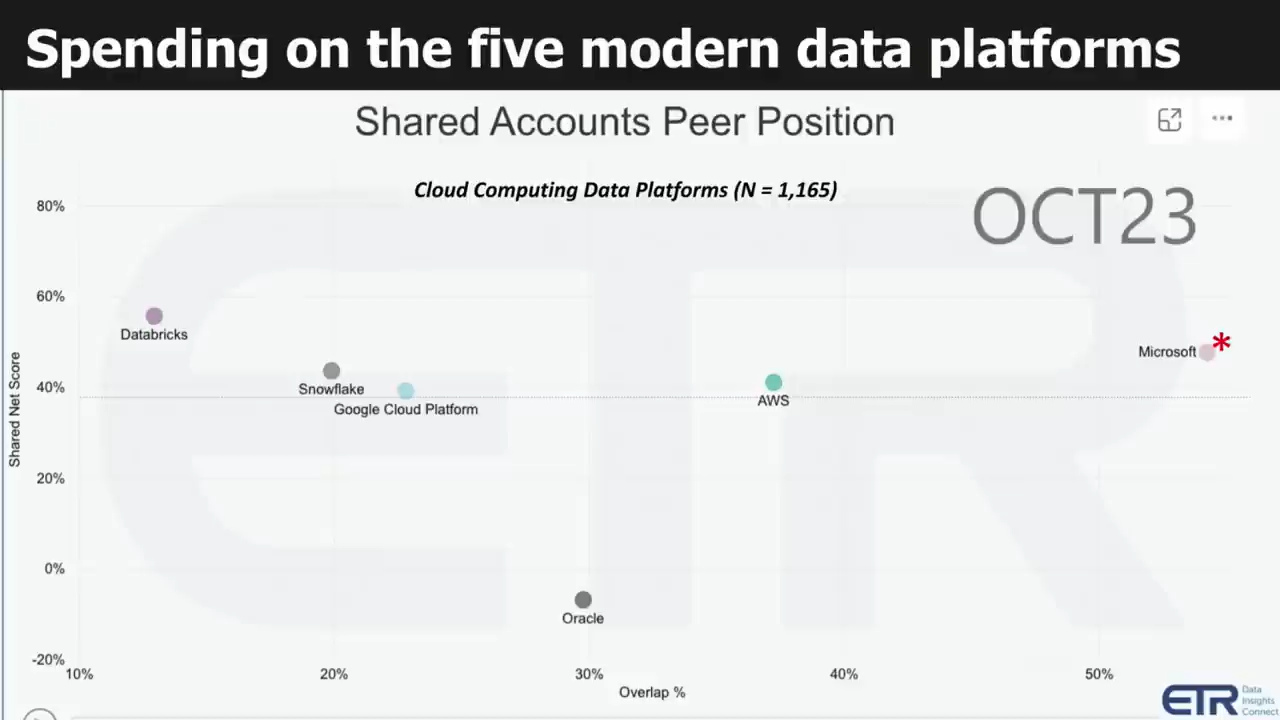 Spending on the five modern data platforms
Shared Accounts Peer Position
Cloud Computing Data Platforms (N = 1,165)
OCT23
80%
60%
40%
20%
0%
-20%
Shared Net Score
Databricks
Snowflake
Google Cloud Platform
AWS
Microsoft *
Oracle
10%
20%
30%
40%
50%
Overlap %
ETR
Data
Insights
Connect
ETR